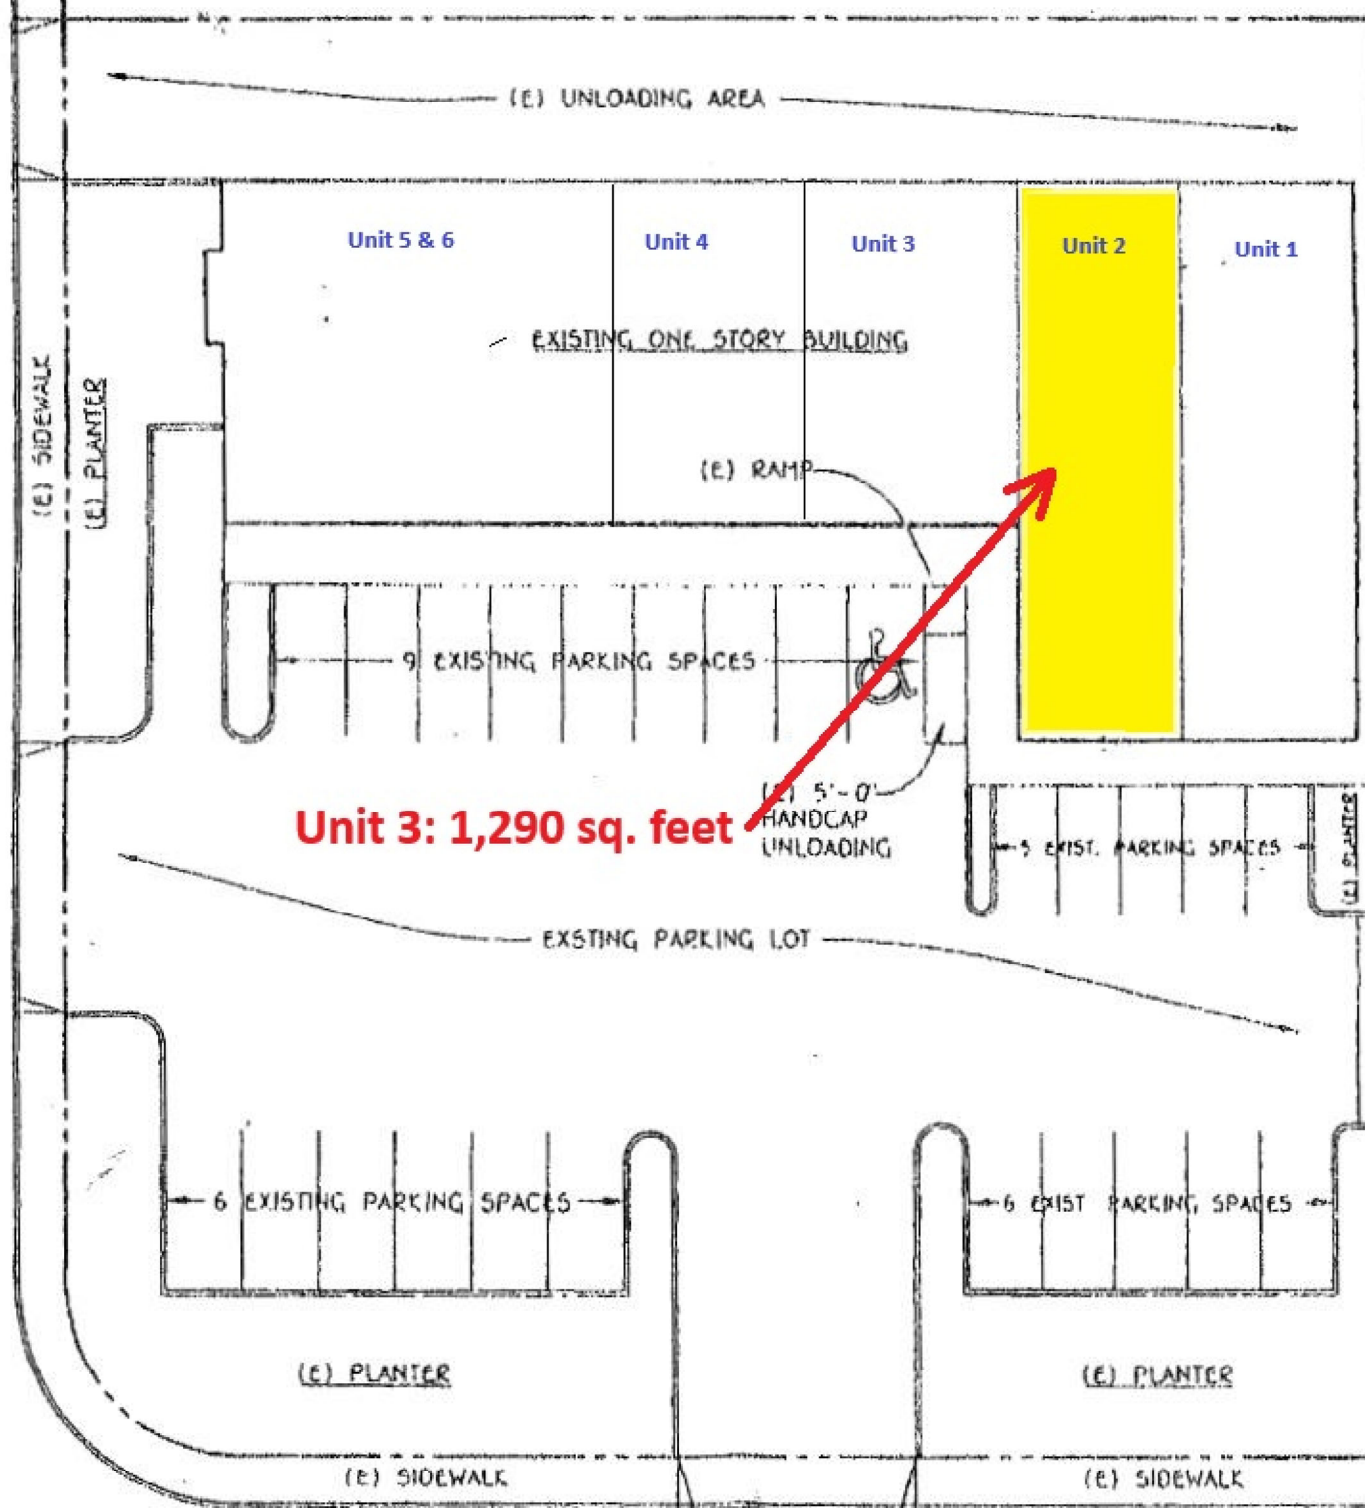 (E) UNLOADING AREA
Unit 5 & 6
Unit 4
Unit 3
Unit 2
Unit 1
EXISTING ONE STORY BUILDING
(E) SIDEWALK
(E) PLANTER
(E) RAMP
9 EXISTING PARKING SPACES
(E) 5'-0"
HANDCAP
UNLOADING
Unit 3: 1,290 sq. feet
5 EXIST. PARKING SPACES
(E) PLANTER
EXSTING PARKING LOT
6 EXISTING PARKING SPACES
6 EXIST PARKING SPACES
(E) PLANTER
(E) PLANTER
(E) SIDEWALK
(E) SIDEWALK